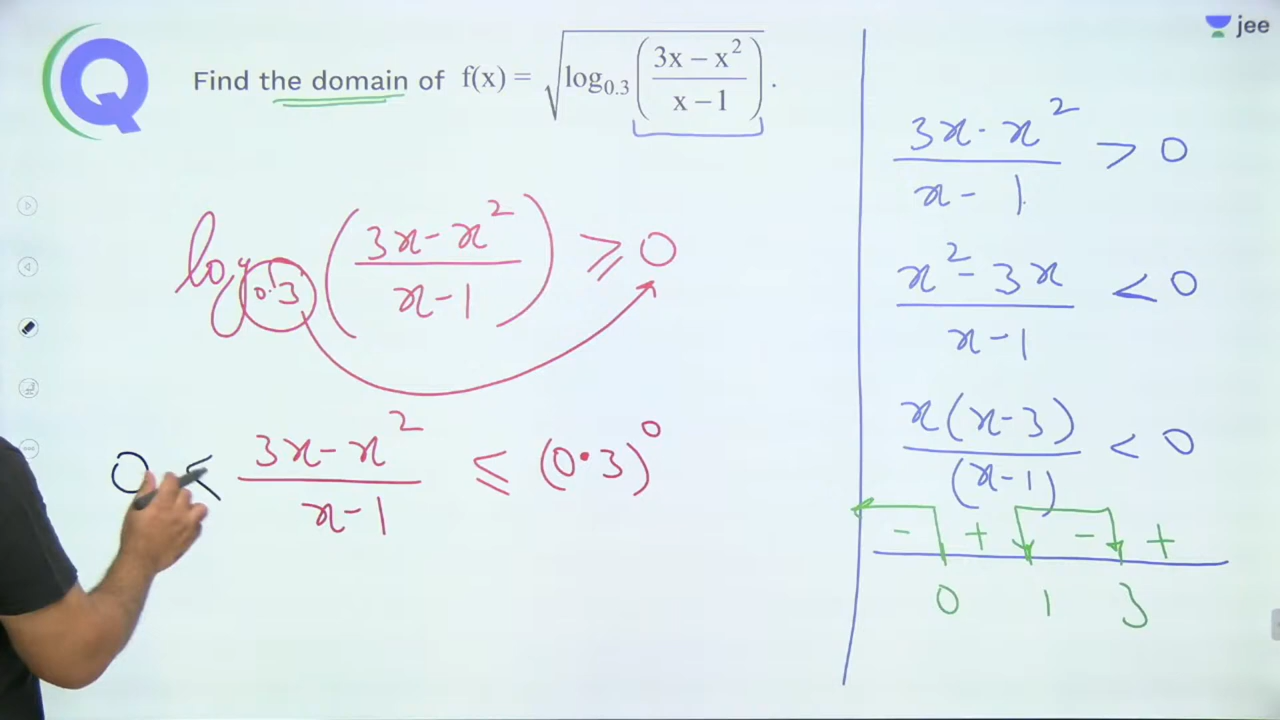 jee
Q
Find the domain of f(x) = √(log₀.₃ ((3x − x²)/(x − 1))).
log₀.₃ ((3x − x²)/(x − 1)) ⩾ 0
0 < (3x − x²)/(x − 1) ≤ (0·3)⁰
(3x − x²)/(x − 1) > 0
(x² − 3x)/(x − 1) < 0
x(x − 3)/(x − 1) < 0
− + − +
0 1 3